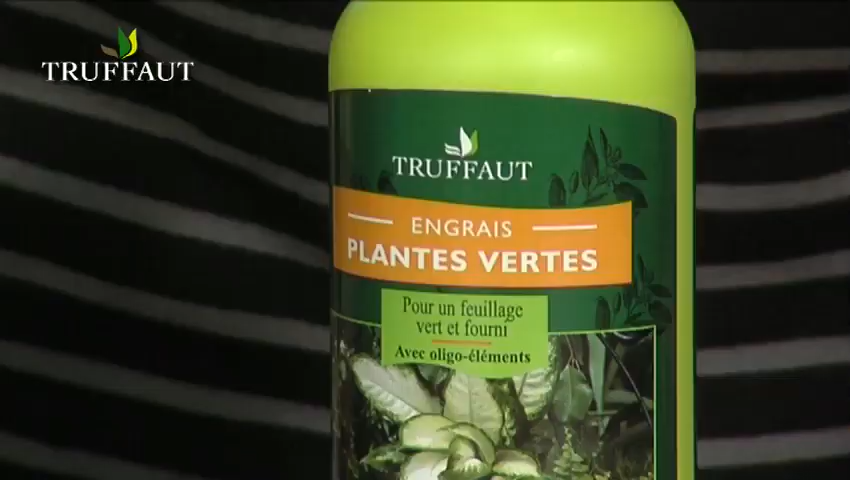 TRUFFAUT
TRUFFAUT
ENGRAIS
PLANTES VERTES
Pour un feuillage
vert et fourni
Avec oligo-éléments